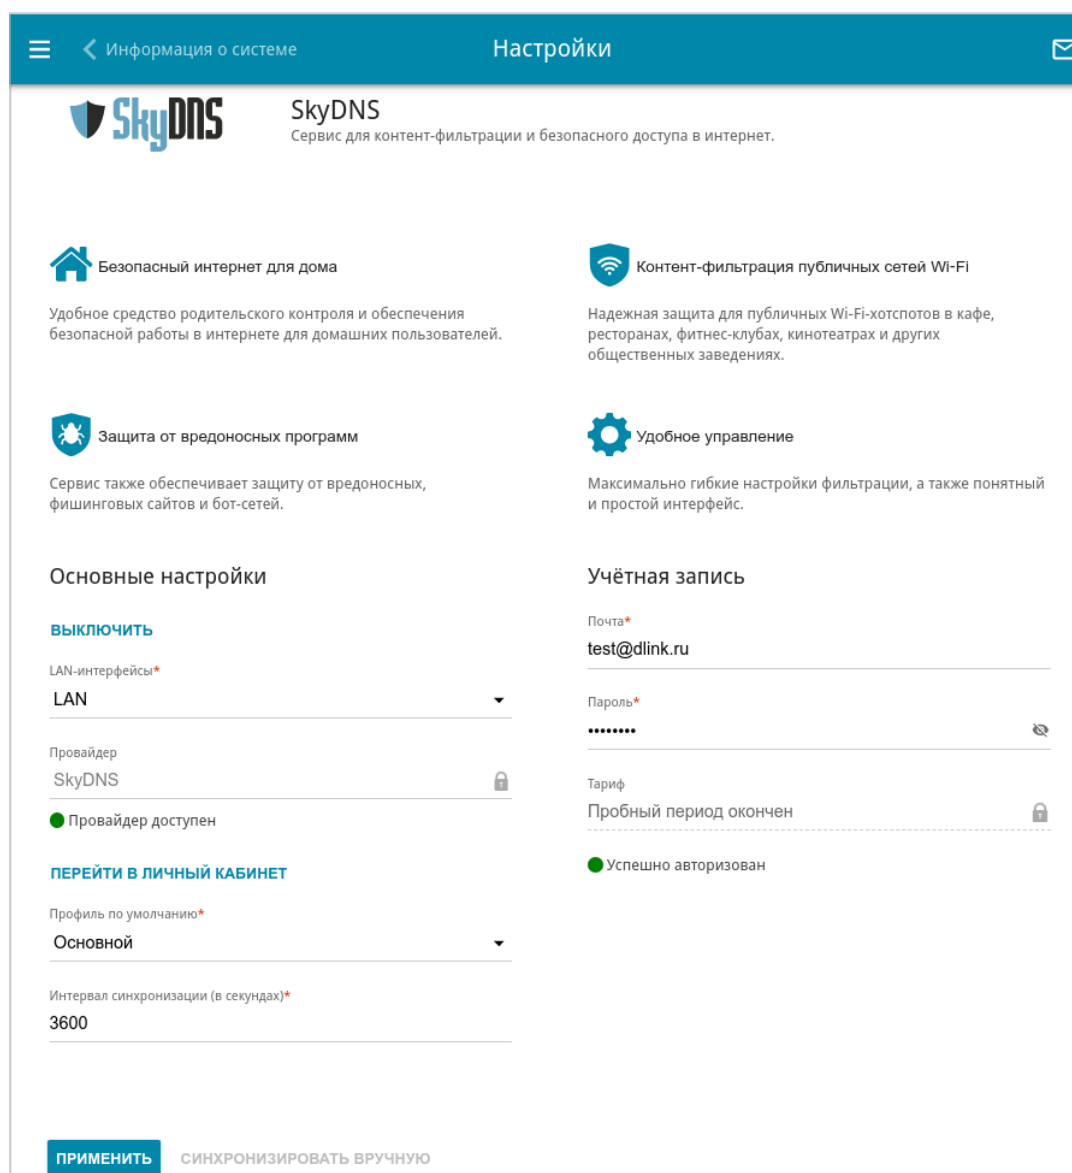 Информация о системе
Настройки
SkyDNS
SkyDNS
Сервис для контент-фильтрации и безопасного доступа в интернет.
Безопасный интернет для дома
Удобное средство родительского контроля и обеспечения
безопасной работы в интернете для домашних пользователей.
Контент-фильтрация публичных сетей Wi-Fi
Надежная защита для публичных Wi-Fi-хотспотов в кафе,
ресторанах, фитнес-клубах, кинотеатрах и других
общественных заведениях.
Защита от вредоносных программ
Сервис также обеспечивает защиту от вредоносных,
фишинговых сайтов и бот-сетей.
Удобное управление
Максимально гибкие настройки фильтрации, а также понятный
и простой интерфейс.
Основные настройки
ВЫКЛЮЧИТЬ
LAN-интерфейсы*
LAN
Провайдер
SkyDNS
Провайдер доступен
ПЕРЕЙТИ В ЛИЧНЫЙ КАБИНЕТ
Профиль по умолчанию*
Основной
Интервал синхронизации (в секундах)*
3600
Учётная запись
Почта*
test@dlink.ru
Пароль*
••••••••
Тариф
Пробный период окончен
Успешно авторизован
ПРИМЕНИТЬ
СИНХРОНИЗИРОВАТЬ ВРУЧНУЮ